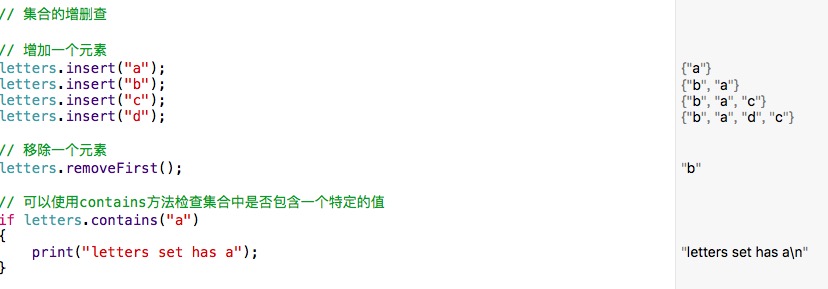 // 集合的增删查
// 增加一个元素
letters.insert("a"); {"a"}
letters.insert("b"); {"b", "a"}
letters.insert("c"); {"b", "a", "c"}
letters.insert("d"); {"b", "a", "d", "c"}
// 移除一个元素
letters.removeFirst(); "b"
// 可以使用contains方法检查集合中是否包含一个特定的值
if letters.contains("a")
{
print("letters set has a"); "letters set has a\n"
}